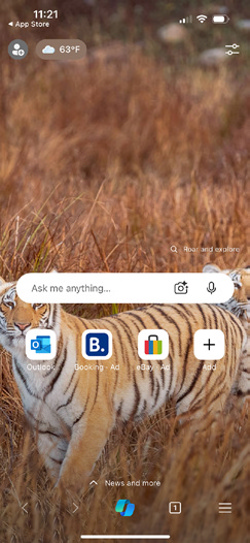 11:21
◀ App Store
63°F
Roar and explore
Ask me anything...
Outlook
B.
Booking · Ad
eBay · Ad
Add
News and more
1